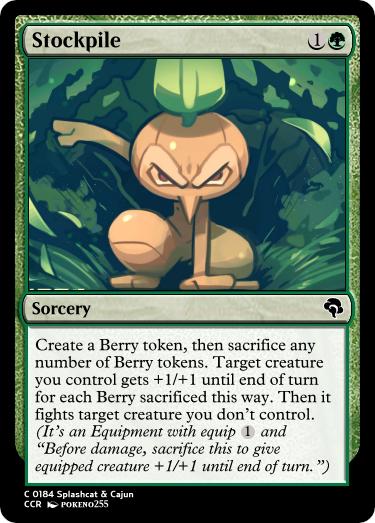 Stockpile 1
Sorcery
Create a Berry token, then sacrifice any
number of Berry tokens. Target creature
you control gets +1/+1 until end of turn
for each Berry sacrificed this way. Then it
fights target creature you don't control.
(It's an Equipment with equip 1 and
“Before damage, sacrifice this to give
equipped creature +1/+1 until end of turn.”)
C 0184 Splashcat & Cajun
CCR POKENO255